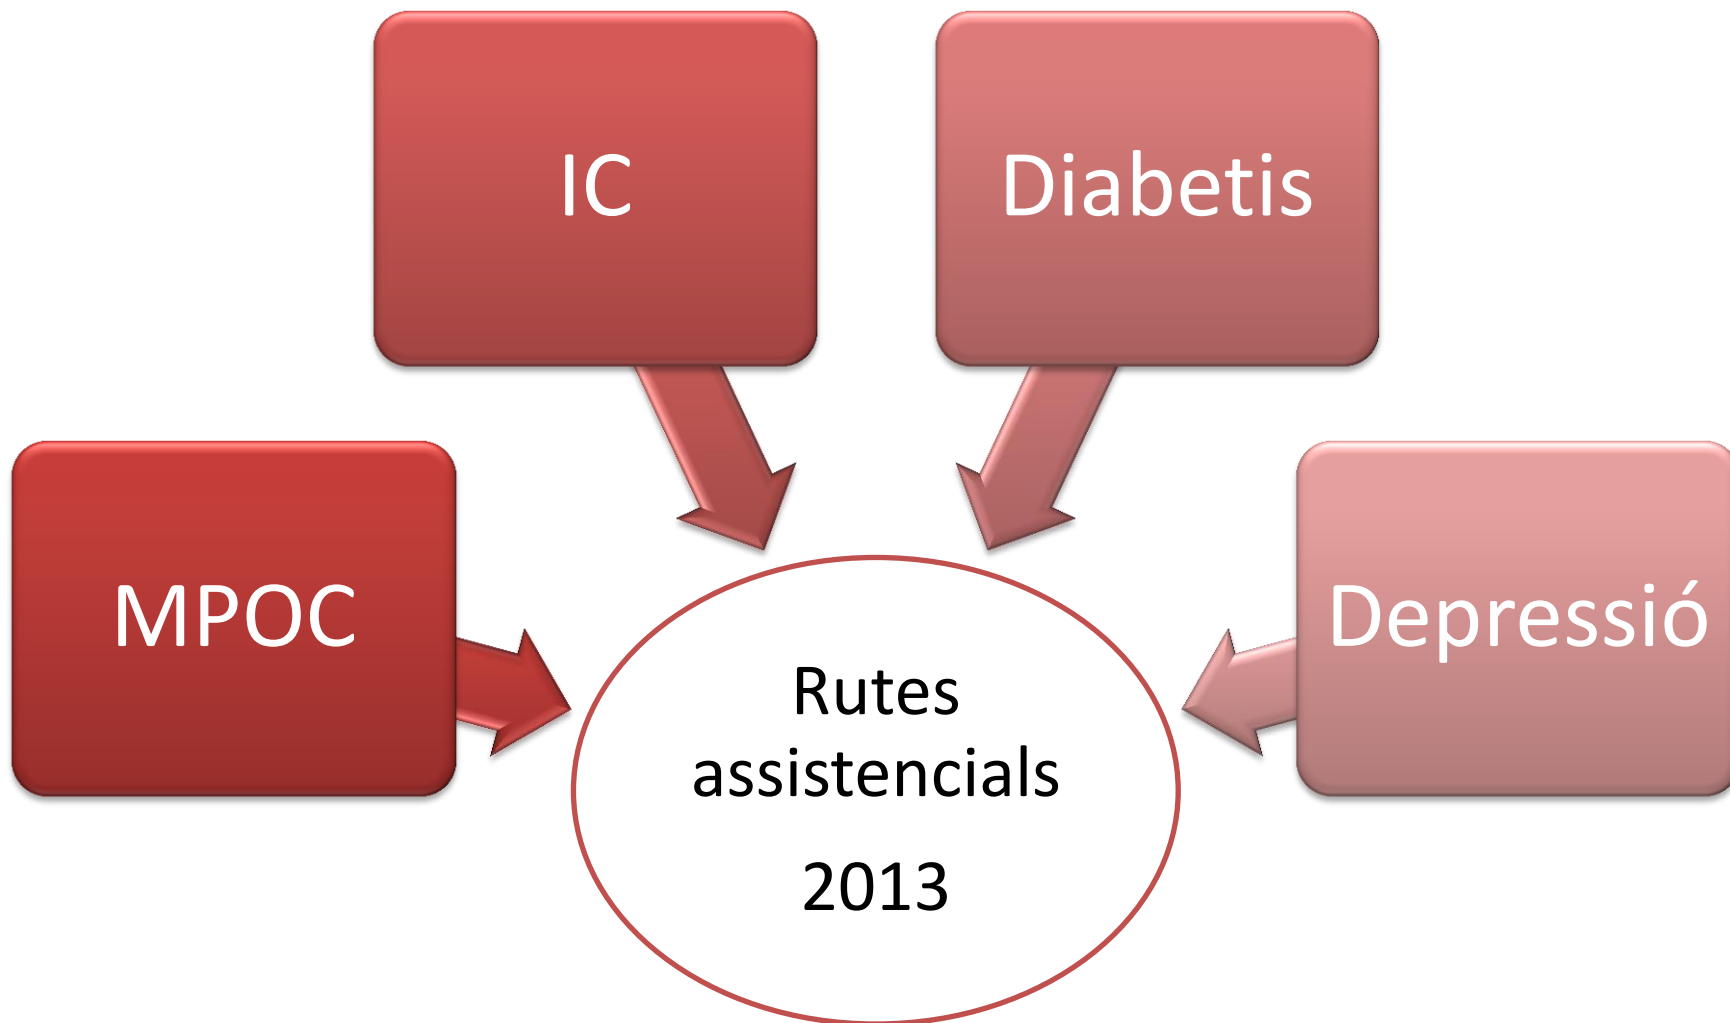 IC
Diabetis
MPOC
Depressió
Rutes
assistencials
2013